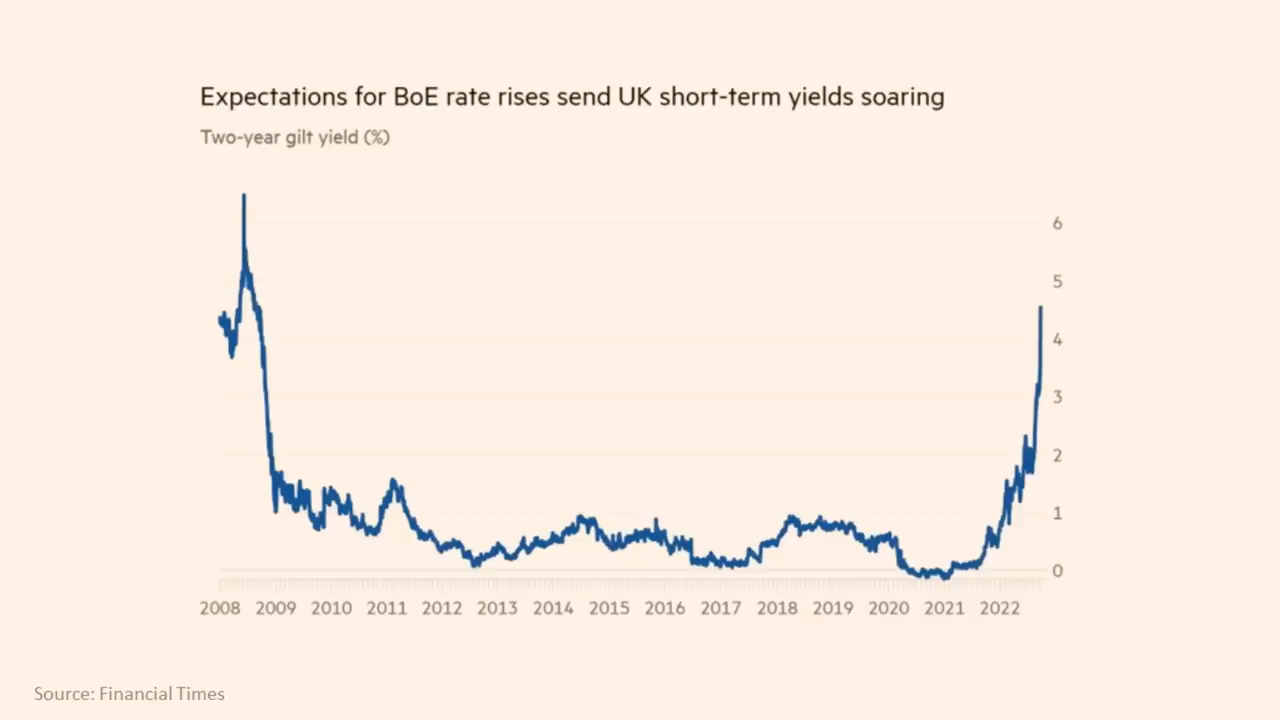 Expectations for BoE rate rises send UK short-term yields soaring
Two-year gilt yield (%)
6
5
4
3
2
1
0
2008 2009 2010 2011 2012 2013 2014 2015 2016 2017 2018 2019 2020 2021 2022
Source: Financial Times